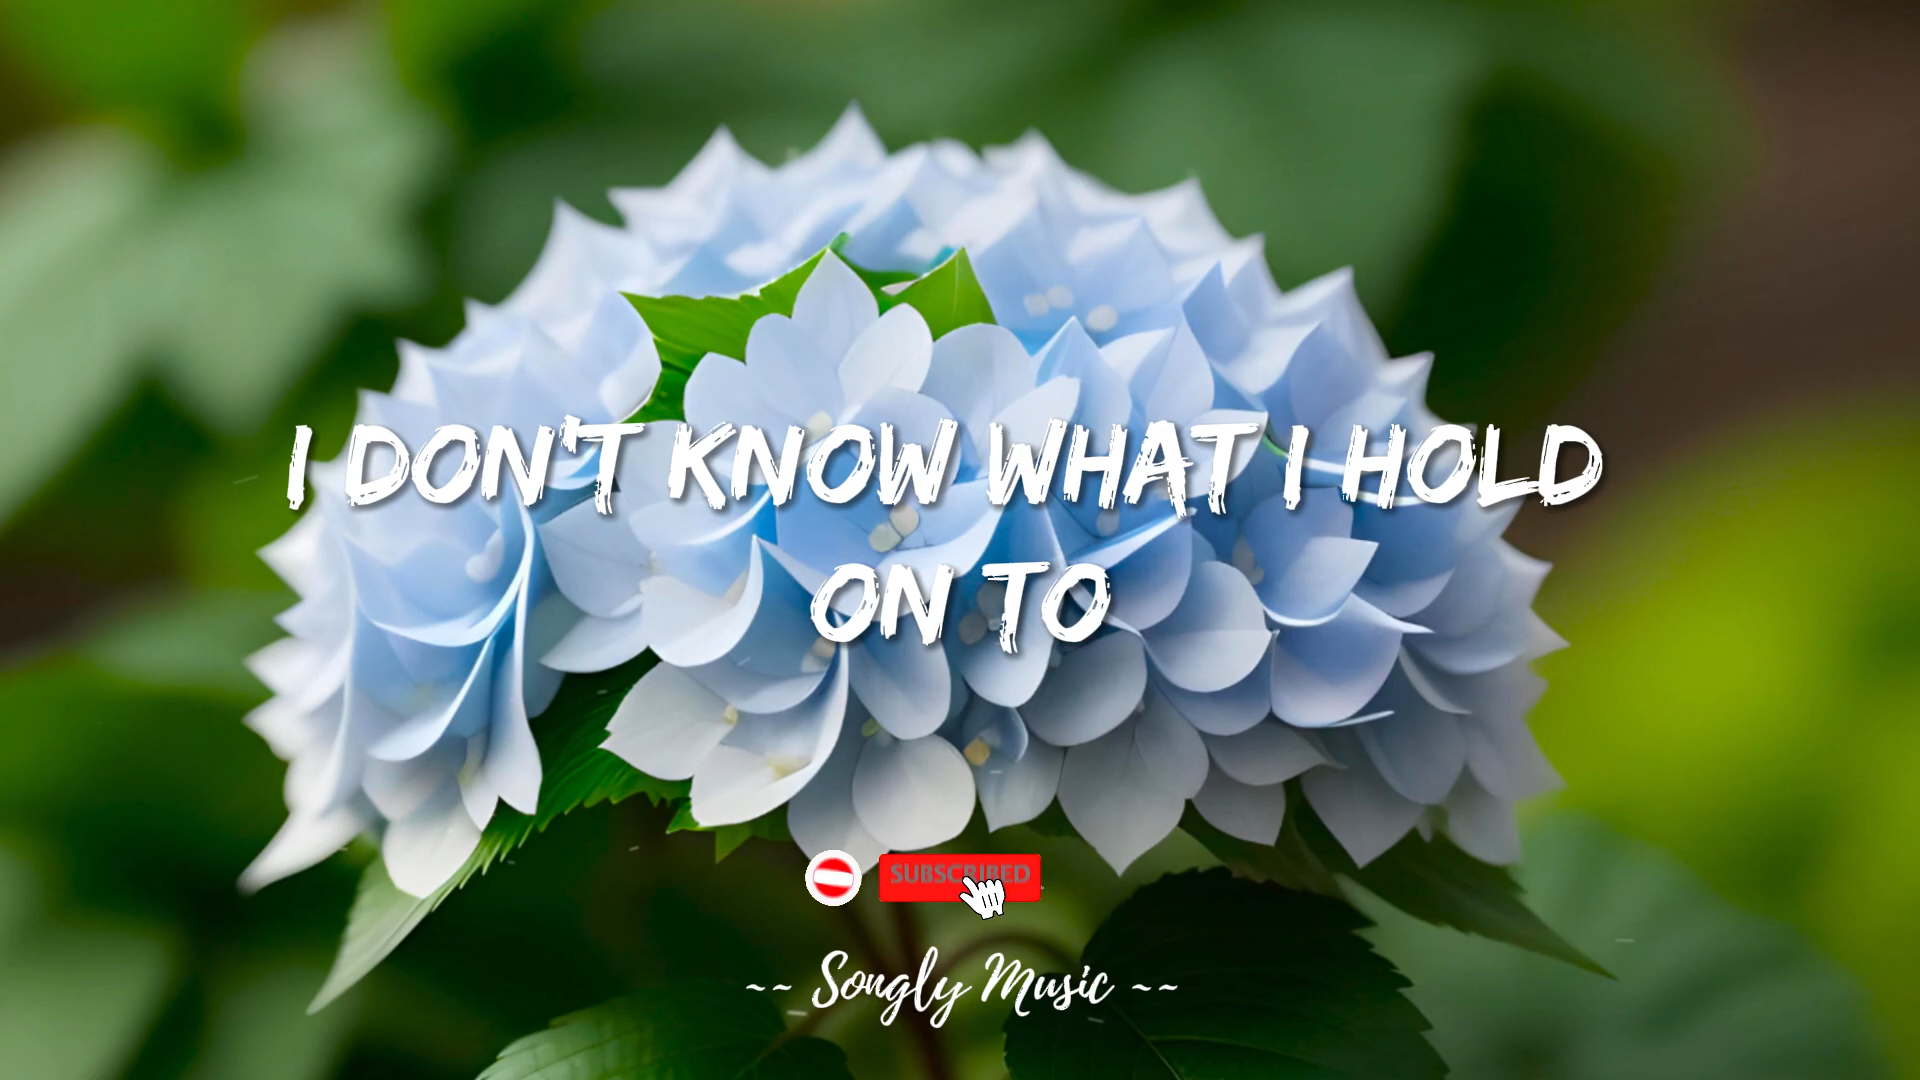 I DON'T KNOW WHAT I HOLD
ON TO
SUBSCRIBED
~~ Songly Music ~~